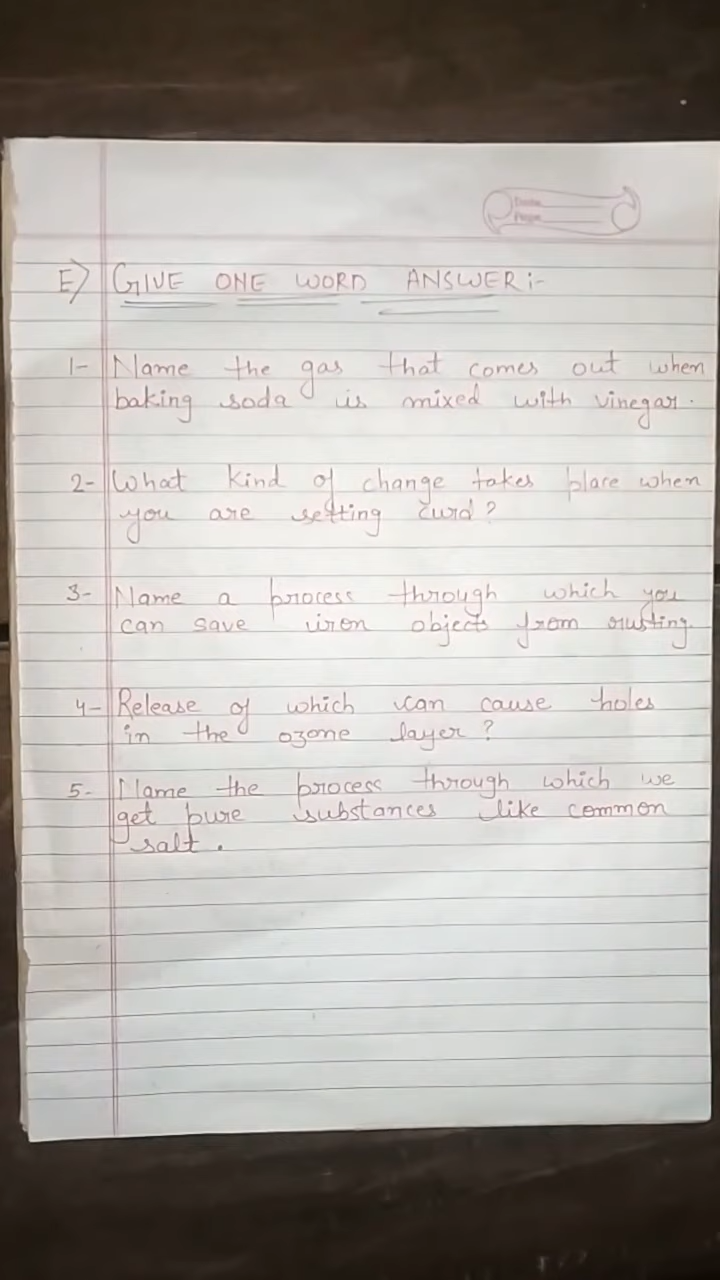 Date
Page
E) GIVE ONE WORD ANSWER:-
1- Name the gas that comes out when
baking soda is mixed with vinegar.
2- What kind of change takes place when
you are setting curd?
3- Name a process through which you
can save iron objects from rusting.
4- Release of which can cause holes
in the ozone layer?
5- Name the process through which we
get pure substances like common
salt.